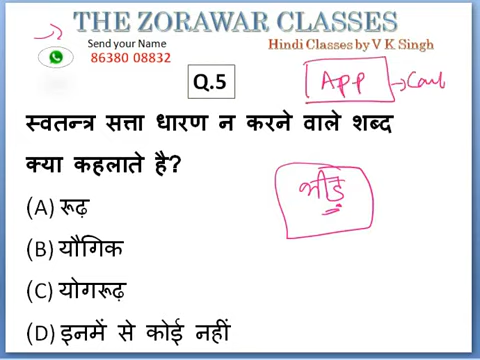 THE ZORAWAR CLASSES
Send your Name
86380 08832
Hindi Classes by V K Singh
Q.5
App
स्वतन्त्र सत्ता धारण न करने वाले शब्द
क्या कहलाते है?
(A) रूढ़
(B) यौगिक
(C) योगरूढ़
(D) इनमें से कोई नहीं